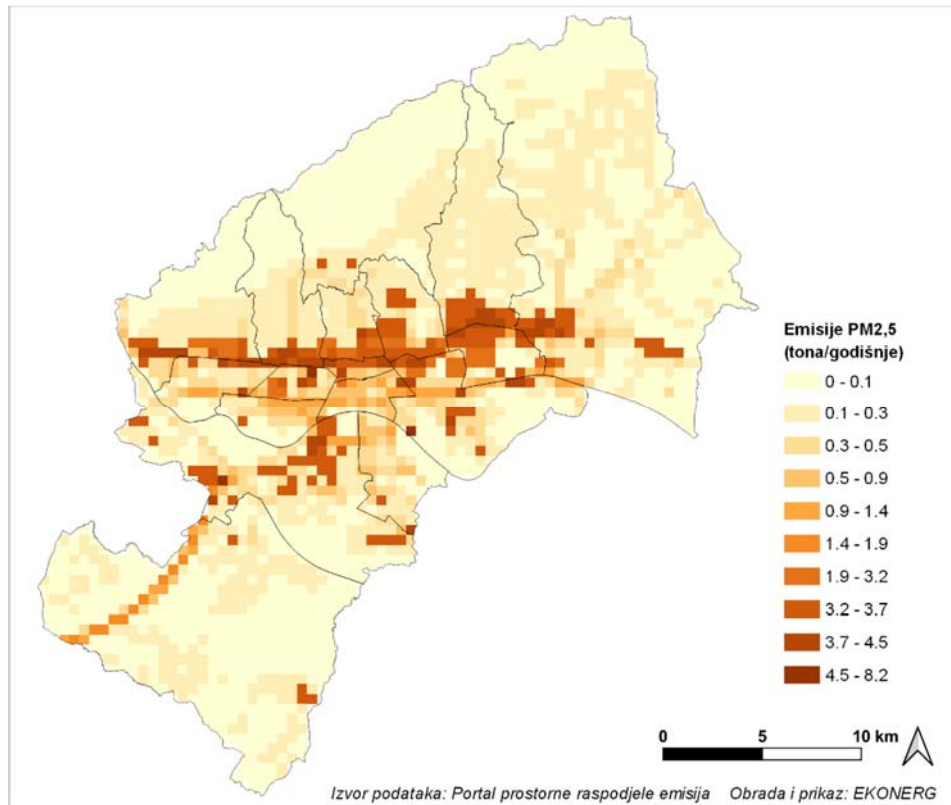 Emisije PM2,5
(tona/godišnje)
0 - 0.1
0.1 - 0.3
0.3 - 0.5
0.5 - 0.9
0.9 - 1.4
1.4 - 1.9
1.9 - 3.2
3.2 - 3.7
3.7 - 4.5
4.5 - 8.2
0 5 10 km
Izvor podataka: Portal prostorne raspodjele emisija Obrada i prikaz: EKONERG